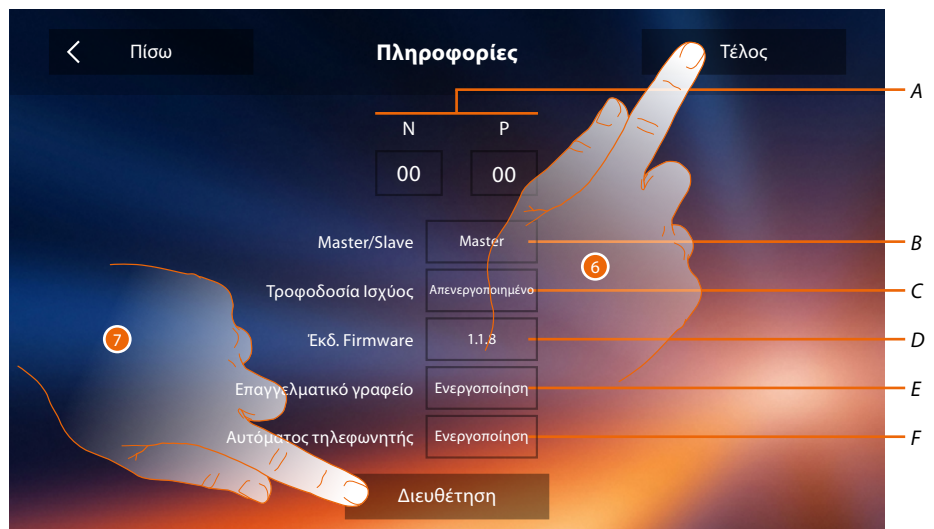 Πίσω Πληροφορίες Τέλος
A
N P
00 00
Master/Slave Master B
6
Τροφοδοσία Ισχύος Απενεργοποιημένο C
7 Έκδ. Firmware 1.1.8 D
Επαγγελματικό γραφείο Ενεργοποίηση E
Αυτόματος τηλεφωνητής Ενεργοποίηση F
Διευθέτηση